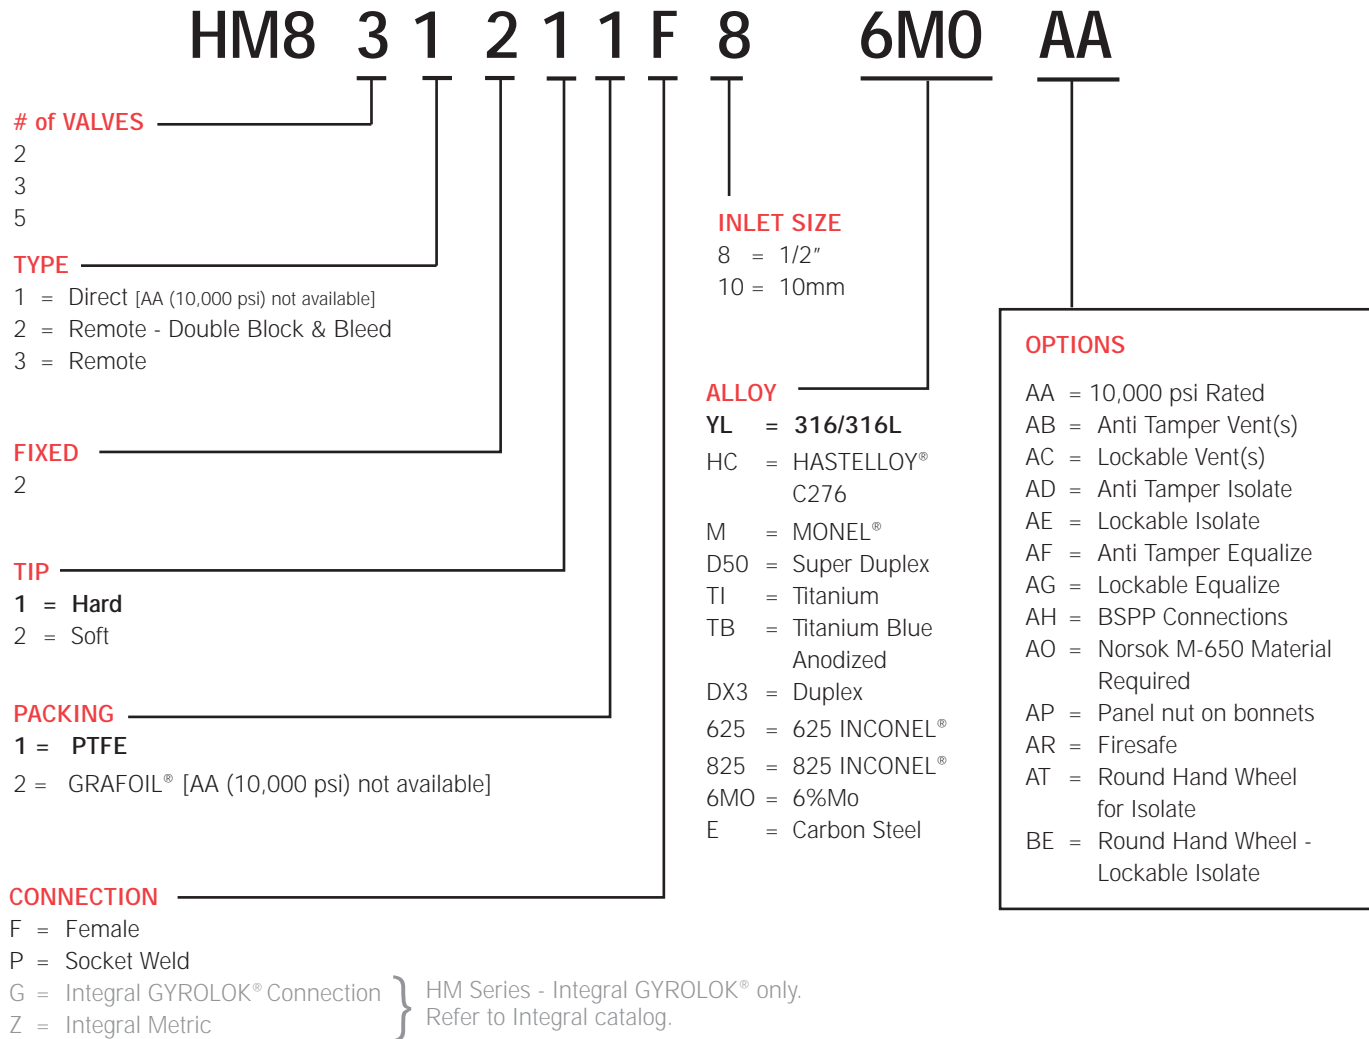 HM8 3 1 2 1 1 F 8 6MO AA
# of VALVES
2
3
5
TYPE
1 = Direct [AA (10,000 psi) not available]
2 = Remote - Double Block & Bleed
3 = Remote
FIXED
2
TIP
1 = Hard
2 = Soft
PACKING
1 = PTFE
2 = GRAFOIL® [AA (10,000 psi) not available]
CONNECTION
F = Female
P = Socket Weld
G = Integral GYROLOK® Connection
Z = Integral Metric
HM Series - Integral GYROLOK® only.
Refer to Integral catalog.
INLET SIZE
8 = 1/2"
10 = 10mm
ALLOY
YL = 316/316L
HC = HASTELLOY®
C276
M = MONEL®
D50 = Super Duplex
TI = Titanium
TB = Titanium Blue
Anodized
DX3 = Duplex
625 = 625 INCONEL®
825 = 825 INCONEL®
6MO = 6%Mo
E = Carbon Steel
OPTIONS
AA = 10,000 psi Rated
AB = Anti Tamper Vent(s)
AC = Lockable Vent(s)
AD = Anti Tamper Isolate
AE = Lockable Isolate
AF = Anti Tamper Equalize
AG = Lockable Equalize
AH = BSPP Connections
AO = Norsok M-650 Material
Required
AP = Panel nut on bonnets
AR = Firesafe
AT = Round Hand Wheel
for Isolate
BE = Round Hand Wheel -
Lockable Isolate